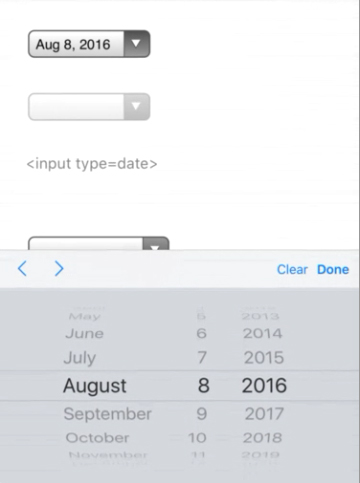 Aug 8, 2016
<input type=date>
Clear Done
May 5 2013
June 6 2014
July 7 2015
August 8 2016
September 9 2017
October 10 2018
November 11 2019